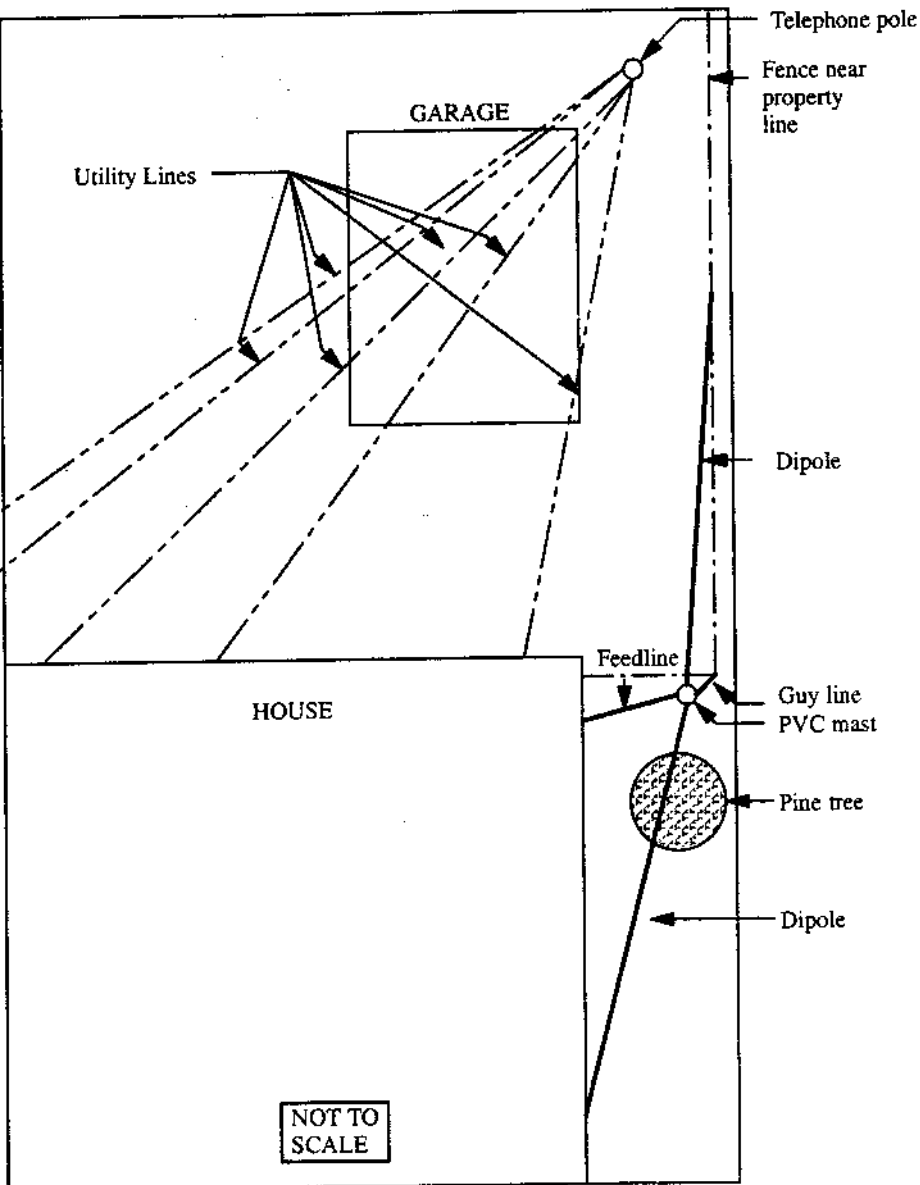 Telephone pole
Fence near
property
line
GARAGE
Utility Lines
Dipole
Feedline
Guy line
PVC mast
HOUSE
Pine tree
Dipole
NOT TO
SCALE